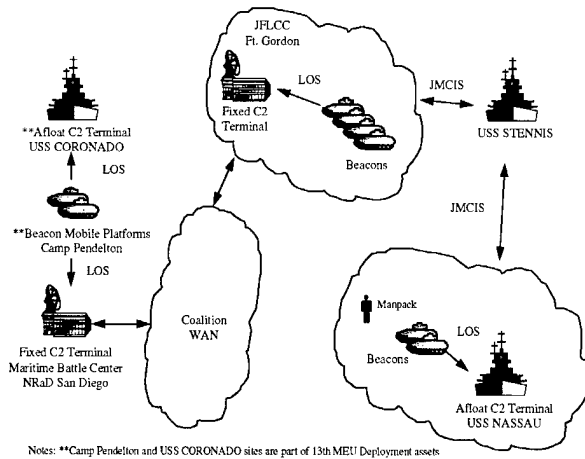 JFLCC
Ft. Gordon
LOS
Fixed C2
Terminal
Beacons
JMCIS
USS STENNIS
**Afloat C2 Terminal
USS CORONADO
LOS
**Beacon Mobile Platforms
Camp Pendelton
LOS
Fixed C2 Terminal
Maritime Battle Center
NRaD San Diego
Coalition
WAN
JMCIS
Manpack
LOS
Beacons
Afloat C2 Terminal
USS NASSAU
Notes: **Camp Pendelton and USS CORONADO sites are part of 13th MEU Deployment assets